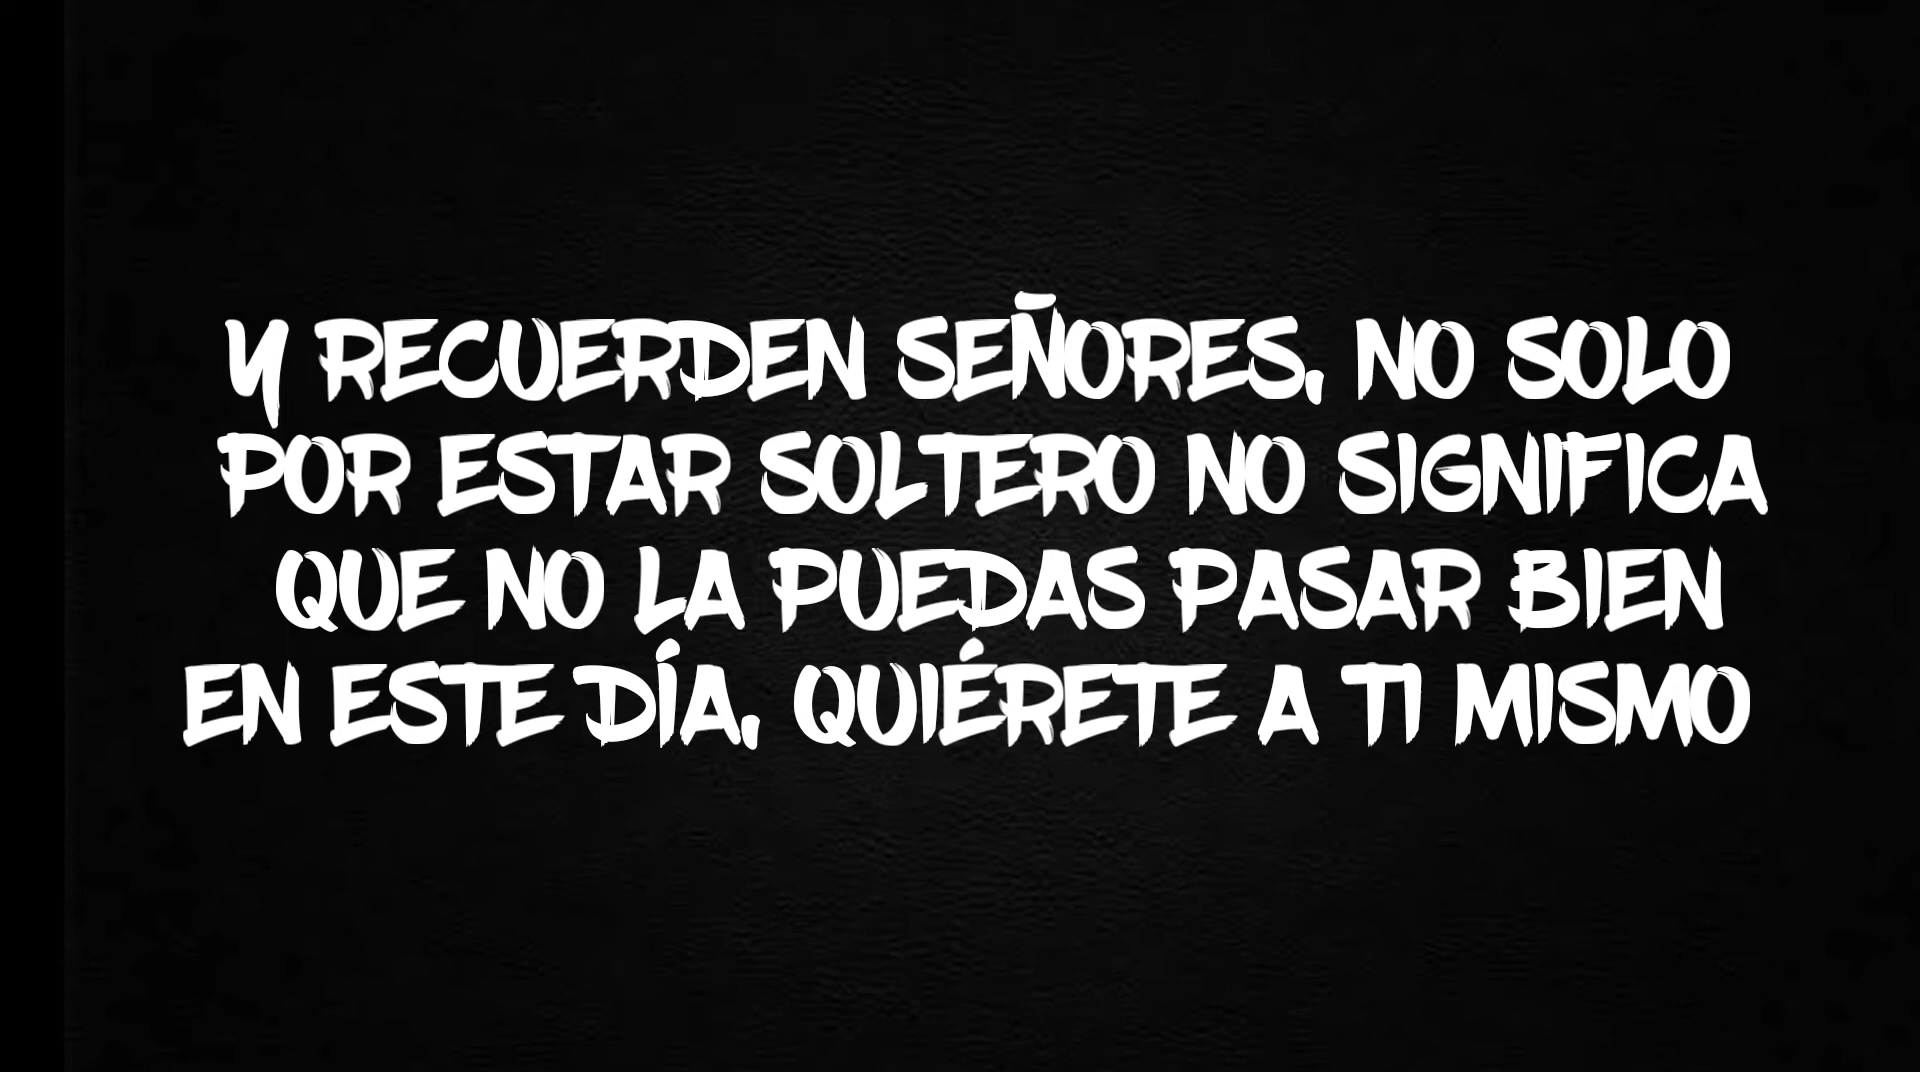 Y RECUERDEN SEÑORES, NO SOLO
POR ESTAR SOLTERO NO SIGNIFICA
QUE NO LA PUEDAS PASAR BIEN
EN ESTE DÍA, QUIÉRETE A TI MISMO